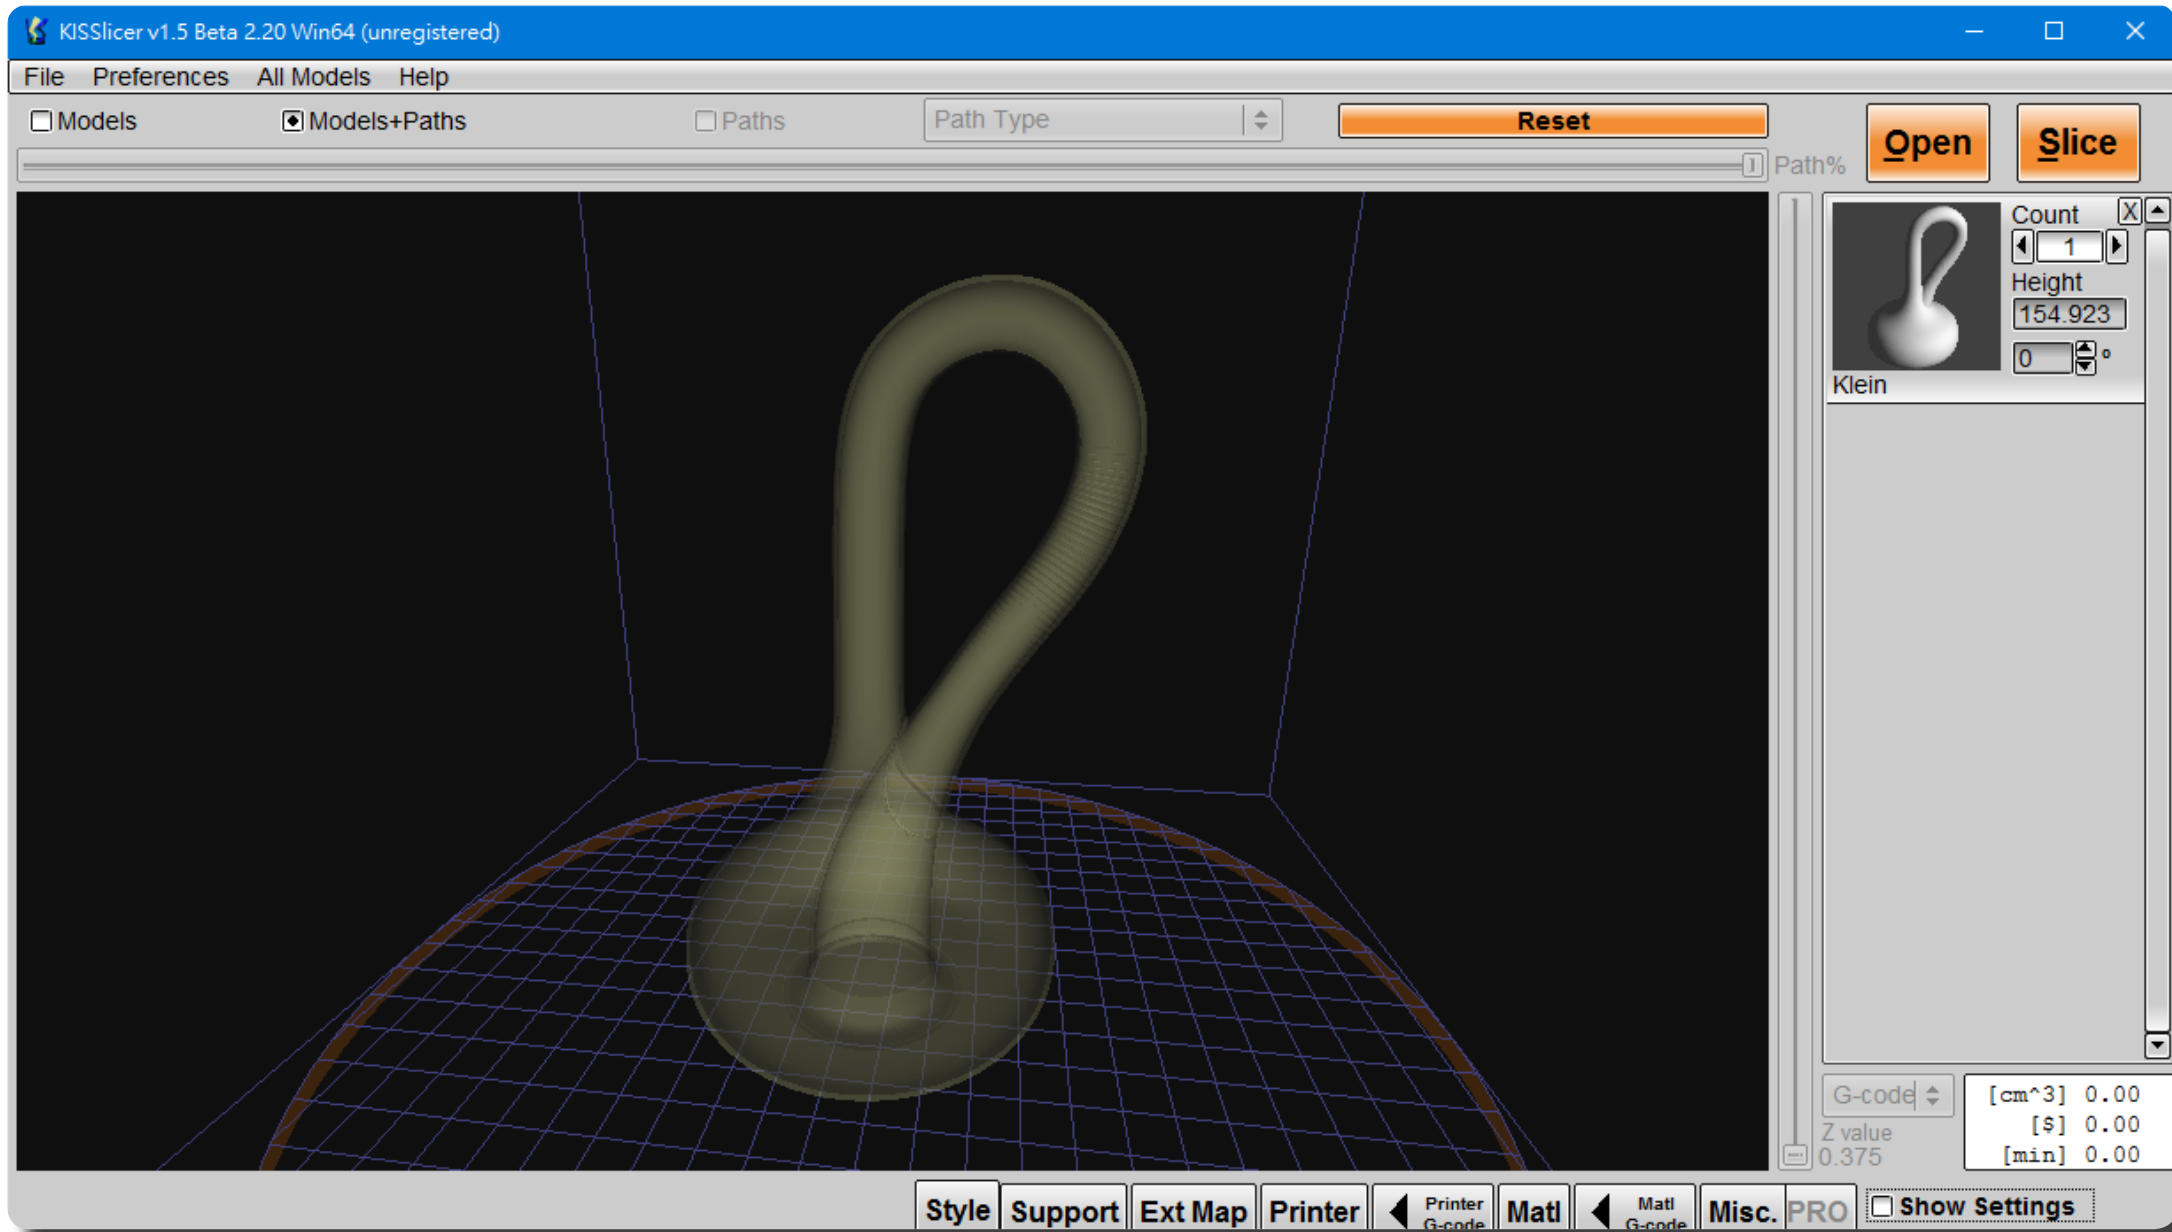 KISSlicer v1.5 Beta 2.20 Win64 (unregistered)
File Preferences All Models Help
Models Models+Paths Paths Path Type Reset
Open Slice
Path%
Count X
1
Height
154.923
0 °
Klein
G-code
Z value
0.375
[cm^3] 0.00
[$] 0.00
[min] 0.00
Style Support Ext Map Printer Printer G-code Matl Matl G-code Misc. PRO Show Settings